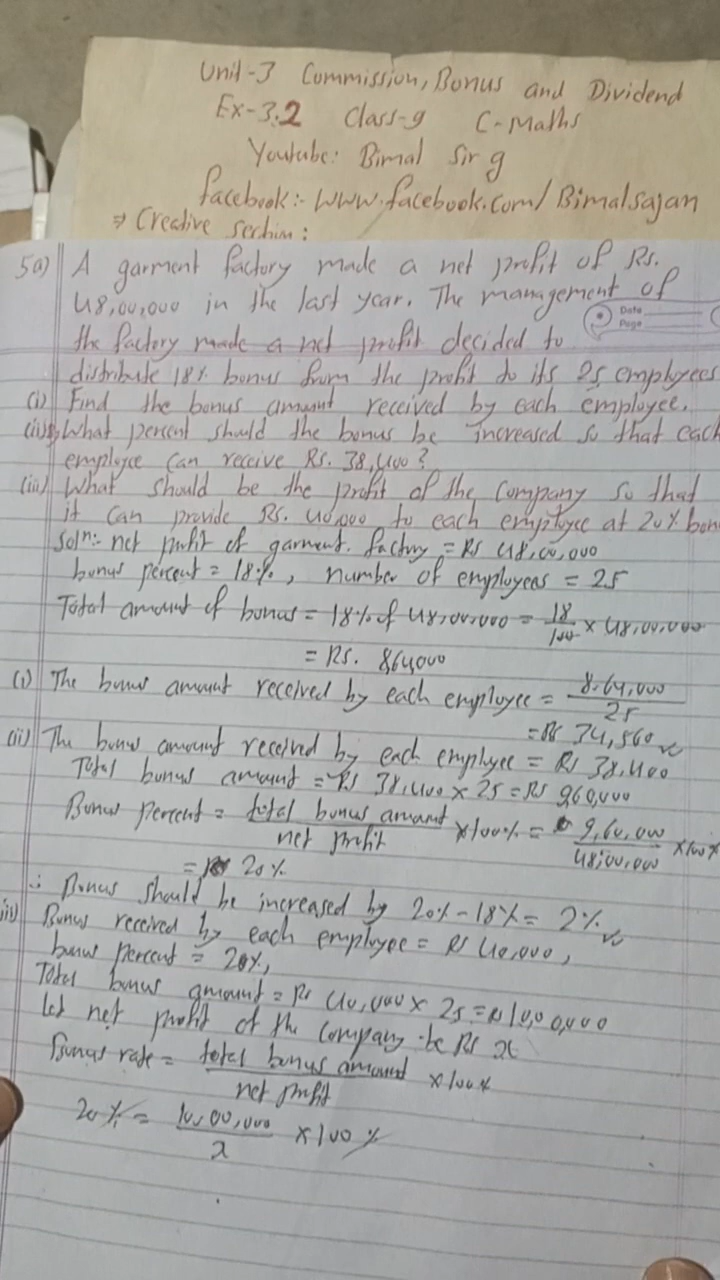 Unit-3 Commission, Bonus and Dividend
Ex-3.2 Class-9 C-Maths
Youtube: Bimal Sir g
facebook:- www.facebook.com/Bimalsajan
⇒ Creative section:
5a) A garment factory made a net profit of Rs.
48,00,000 in the last year. The management of
Date
Page
the factory made a net profit decided to
distribute 18% bonus from the profit to its 25 employees
(i) Find the bonus amount received by each employee.
(ii) What percent should the bonus be increased so that each
employee can receive Rs. 38,400?
(iii) What should be the profit of the company so that
it can provide Rs. 40,000 to each employee at 20% bon
Soln:- net profit of garment factory = Rs 48,00,000
bonus percent = 18%, number of employees = 25
Total amount of bonus = 18% of 48,00,000 = 18/100 × 48,00,000
= Rs. 8,64,000
(i) The bonus amount received by each employee = 8,64,000/25
= Rs 34,560
(ii) The bonus amount received by each employee = Rs 38,400
Total bonus amount = Rs 38,400 × 25 = Rs 9,60,000
Bonus percent = total bonus amount/net profit ×100% = 9,60,000/48,00,000 ×100%
= 20%
∴ Bonus should be increased by 20% - 18% = 2%
iii) Bonus received by each employee = Rs 40,000,
bonus percent = 20%,
Total bonus amount = Rs 40,000 × 25 = Rs 10,00,000
Let net profit of the company be Rs x
Bonus rate = total bonus amount/net profit ×100%
20% = 10,00,000/x ×100%